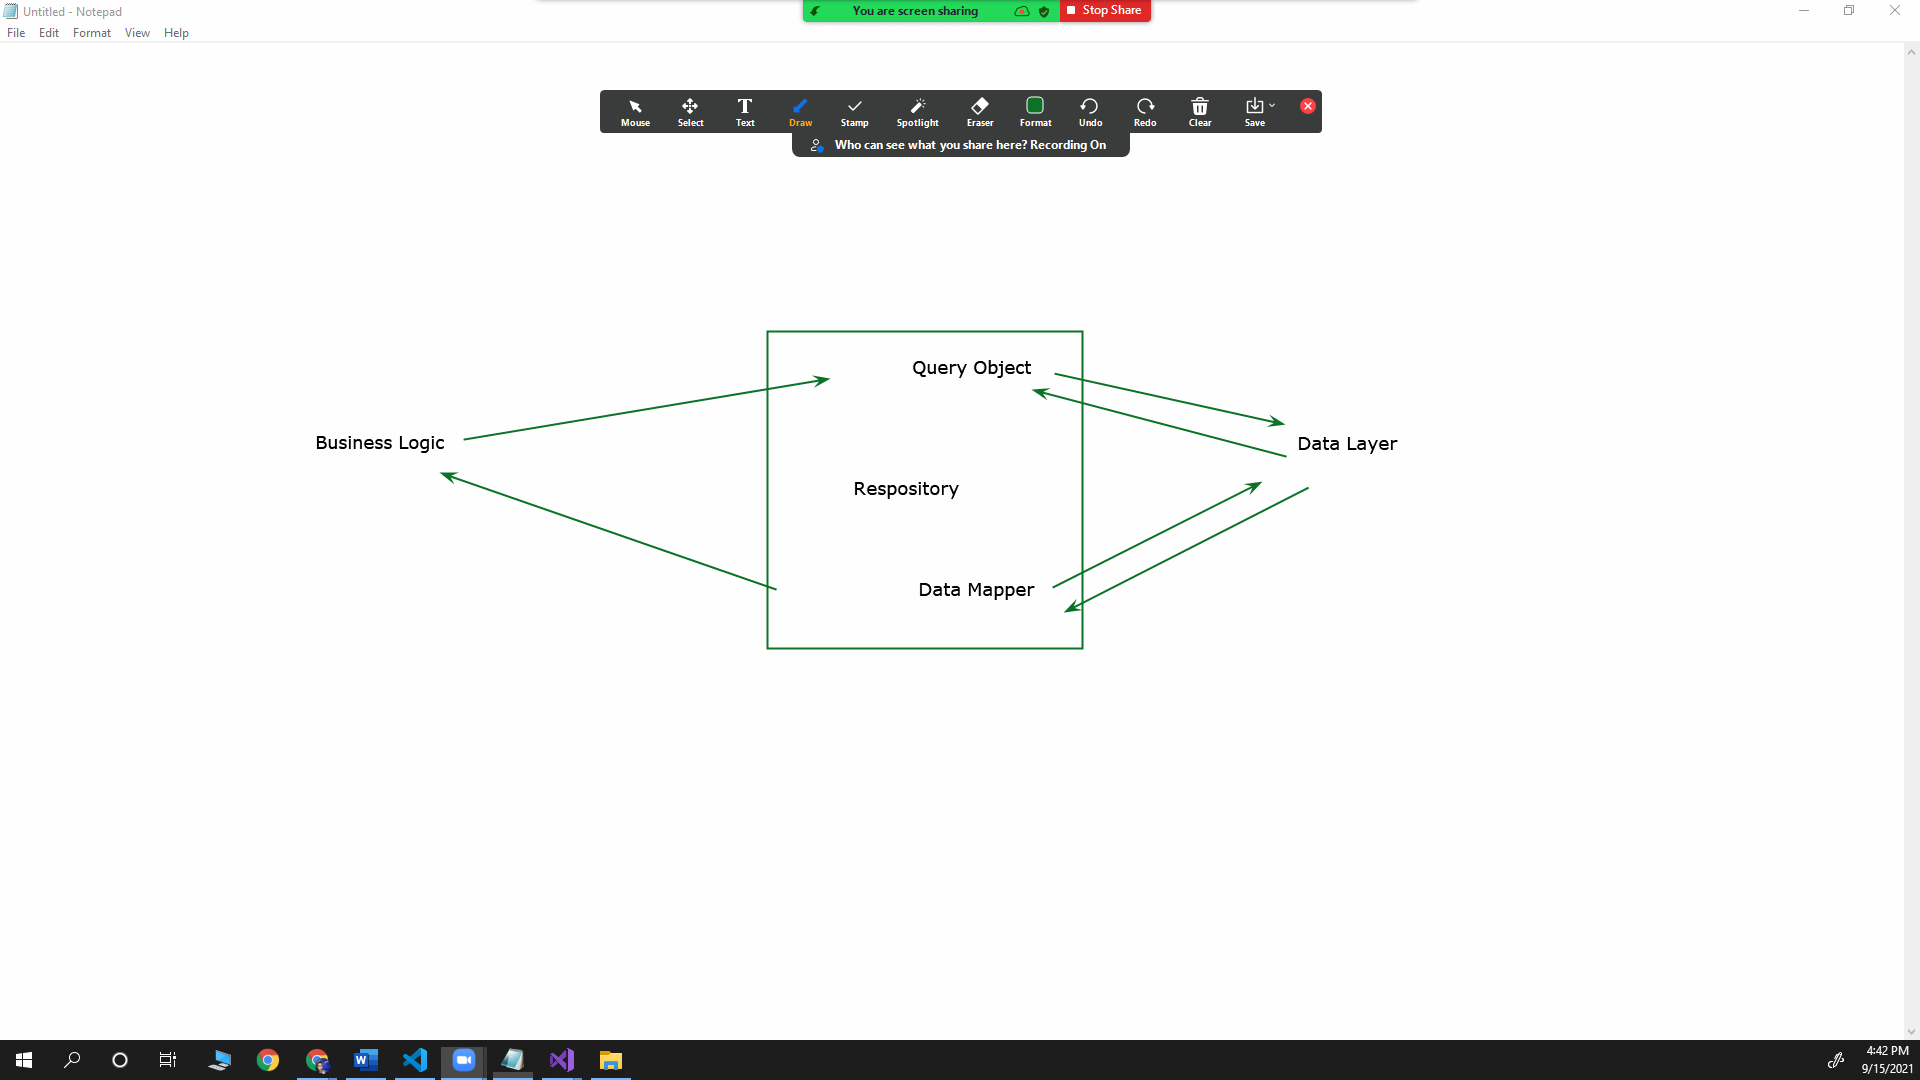 Untitled - Notepad
You are screen sharing
Stop Share
File Edit Format View Help
Mouse Select Text Draw Stamp Spotlight Eraser Format Undo Redo Clear Save
Who can see what you share here? Recording On
Query Object
Business Logic
Data Layer
Respository
Data Mapper
4:42 PM
9/15/2021